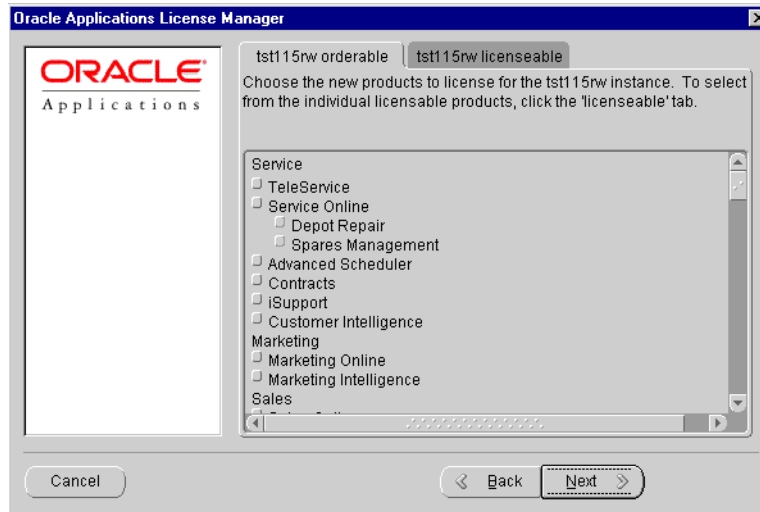 Oracle Applications License Manager
ORACLE
Applications
tst115rw orderable
tst115rw licenseable
Choose the new products to license for the tst115rw instance. To select
from the individual licensable products, click the 'licenseable' tab.
Service
TeleService
Service Online
Depot Repair
Spares Management
Advanced Scheduler
Contracts
iSupport
Customer Intelligence
Marketing
Marketing Online
Marketing Intelligence
Sales
Cancel
Back
Next